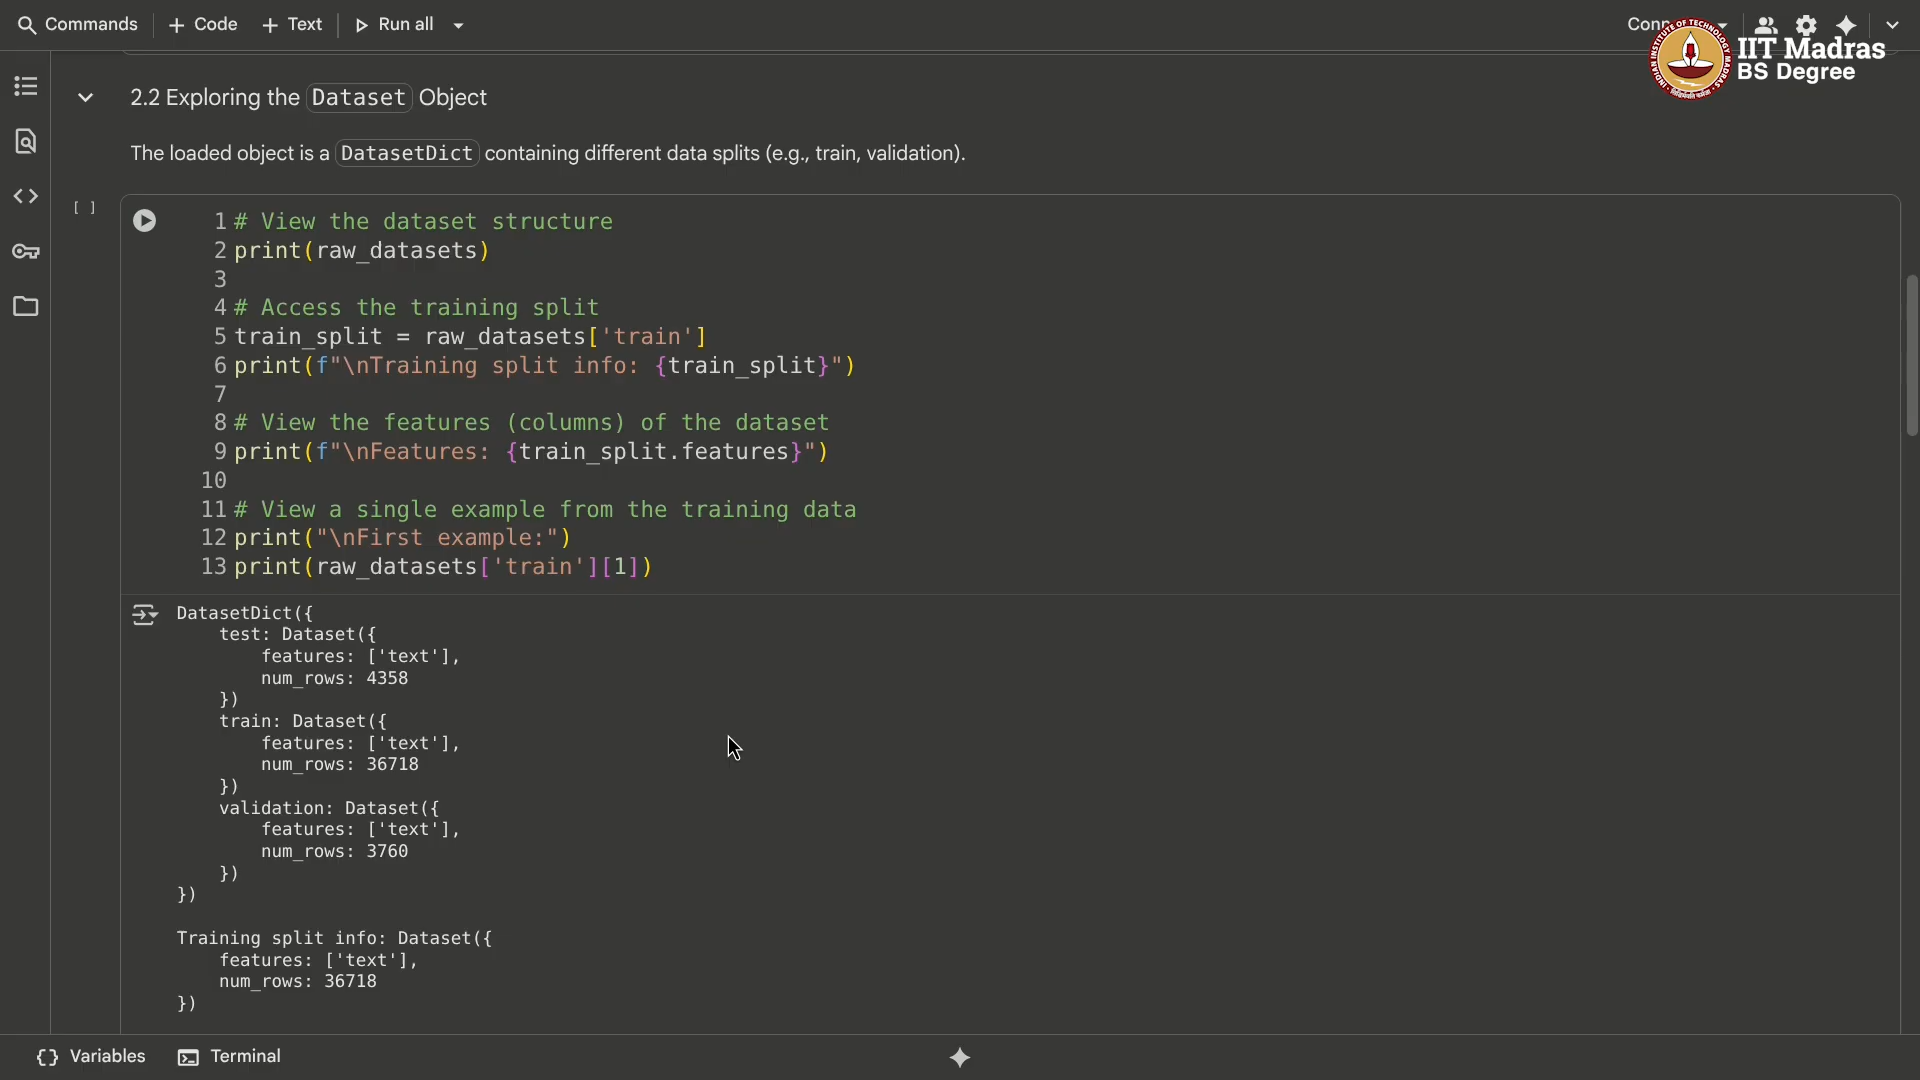 Commands
+ Code
+ Text
Run all
IIT Madras
BS Degree
INDIAN INSTITUTE OF TECHNOLOGY MADRAS
2.2 Exploring the Dataset Object
The loaded object is a DatasetDict containing different data splits (e.g., train, validation).
[ ]
1 # View the dataset structure
2 print(raw_datasets)
3
4 # Access the training split
5 train_split = raw_datasets['train']
6 print(f"\nTraining split info: {train_split}")
7
8 # View the features (columns) of the dataset
9 print(f"\nFeatures: {train_split.features}")
10
11 # View a single example from the training data
12 print("\nFirst example:")
13 print(raw_datasets['train'][1])
DatasetDict({
    test: Dataset({
        features: ['text'],
        num_rows: 4358
    })
    train: Dataset({
        features: ['text'],
        num_rows: 36718
    })
    validation: Dataset({
        features: ['text'],
        num_rows: 3760
    })
})
Training split info: Dataset({
    features: ['text'],
    num_rows: 36718
})
{} Variables
Terminal